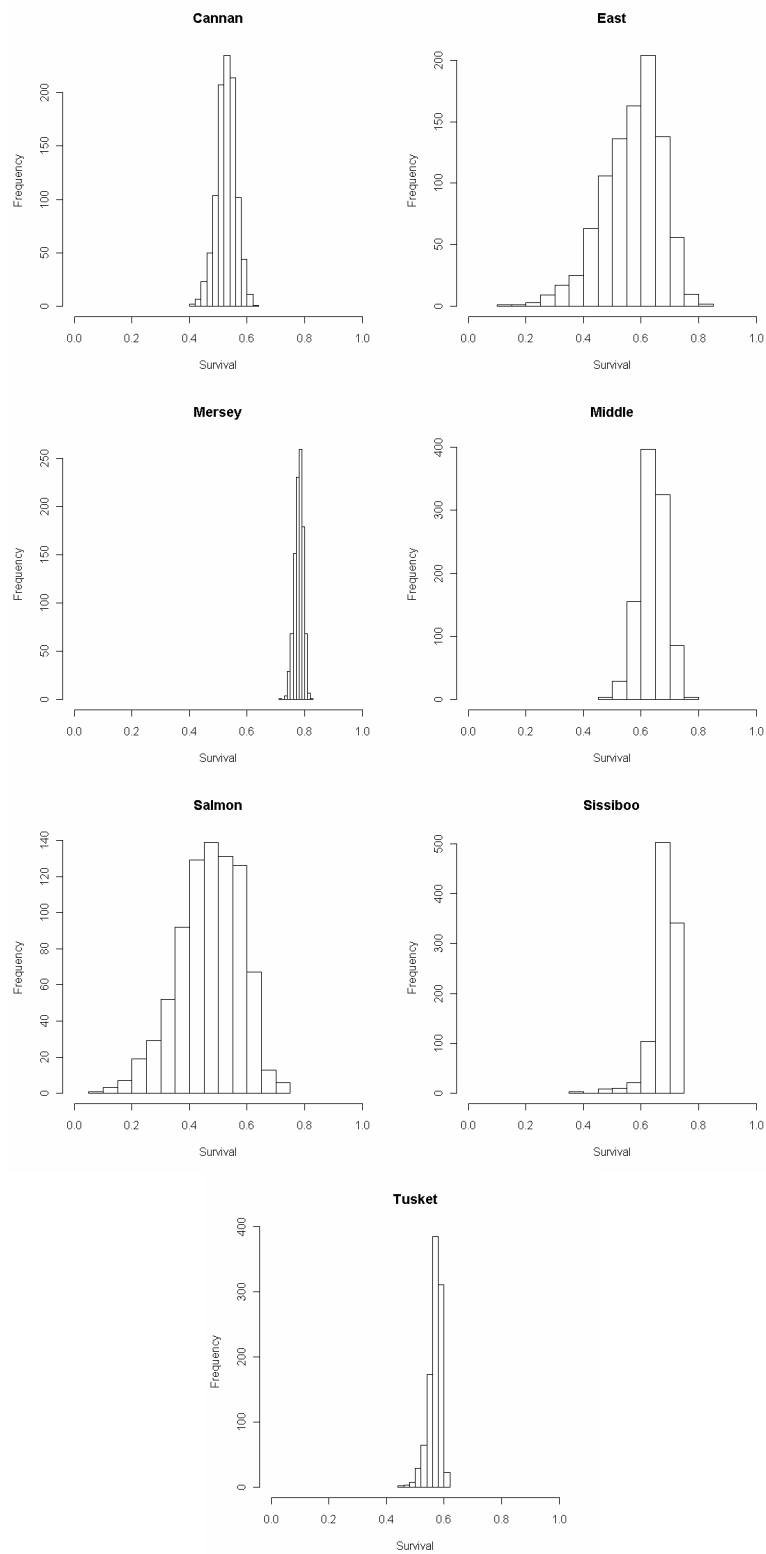 Cannan
Frequency
0 50 100 150 200
0.0 0.2 0.4 0.6 0.8 1.0
Survival
East
Frequency
0 50 100 150 200
0.0 0.2 0.4 0.6 0.8 1.0
Survival
Mersey
Frequency
0 50 100 150 200 250
0.0 0.2 0.4 0.6 0.8 1.0
Survival
Middle
Frequency
0 100 200 300 400
0.0 0.2 0.4 0.6 0.8 1.0
Survival
Salmon
Frequency
0 20 40 60 80 100 120 140
0.0 0.2 0.4 0.6 0.8 1.0
Survival
Sissiboo
Frequency
0 100 200 300 400 500
0.0 0.2 0.4 0.6 0.8 1.0
Survival
Tusket
Frequency
0 100 200 300 400
0.0 0.2 0.4 0.6 0.8 1.0
Survival